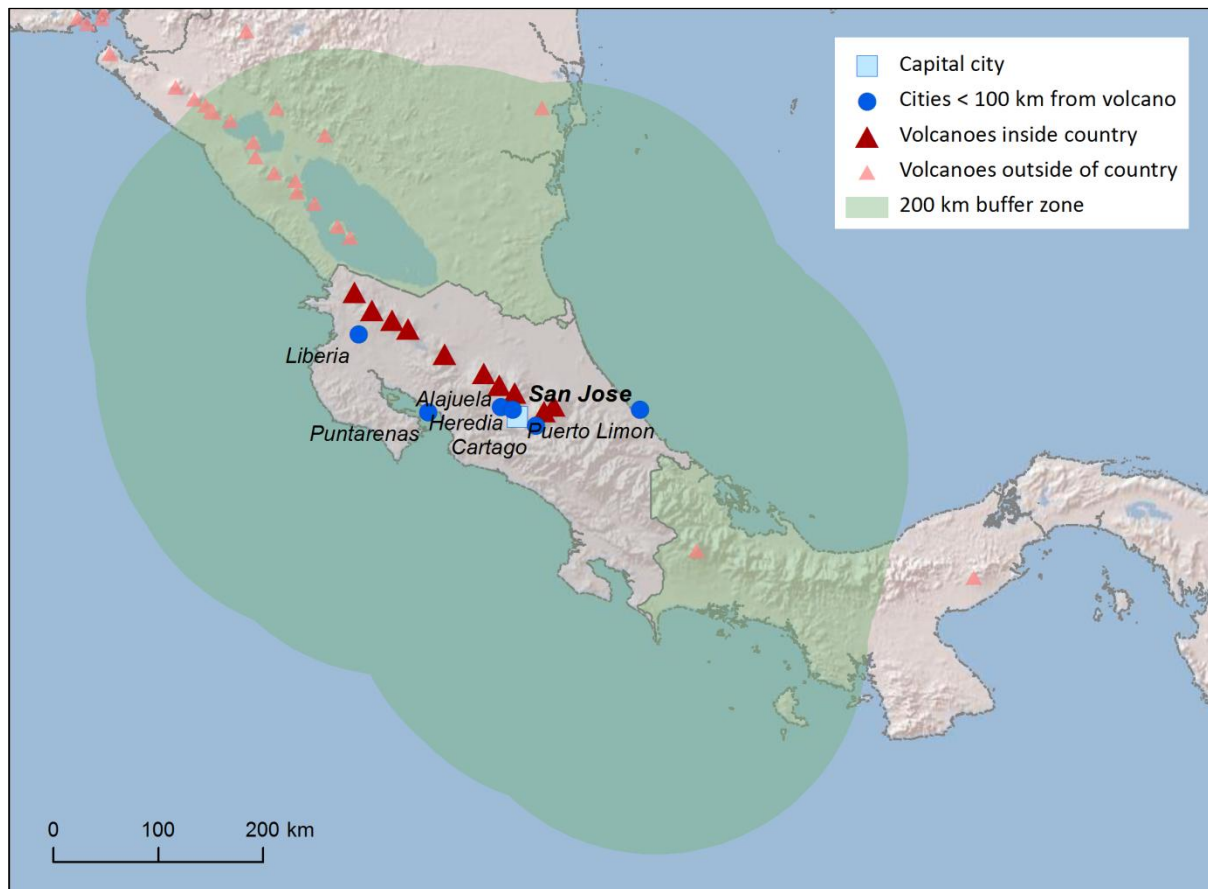 Capital city
Cities < 100 km from volcano
Volcanoes inside country
Volcanoes outside of country
200 km buffer zone
Liberia
Alajuela
San Jose
Puntarenas
Heredia
Puerto Limon
Cartago
0 100 200 km